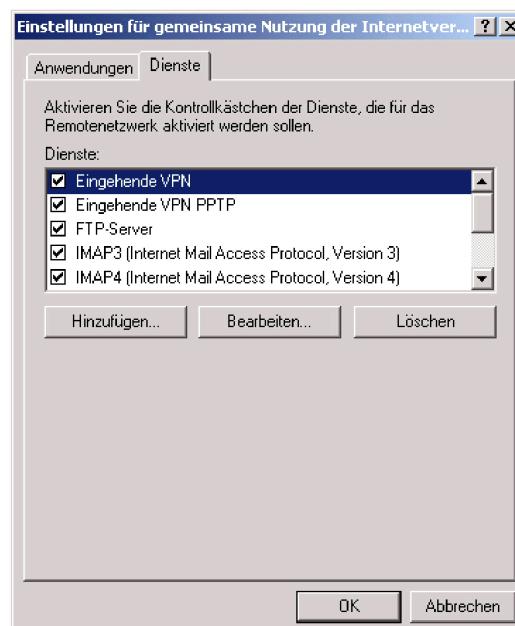 Einstellungen für gemeinsame Nutzung der Internetver...
Anwendungen
Dienste
Aktivieren Sie die Kontrollkästchen der Dienste, die für das
Remotenetzwerk aktiviert werden sollen.
Dienste:
Eingehende VPN
Eingehende VPN PPTP
FTP-Server
IMAP3 (Internet Mail Access Protocol, Version 3)
IMAP4 (Internet Mail Access Protocol, Version 4)
Hinzufügen...
Bearbeiten...
Löschen
OK
Abbrechen